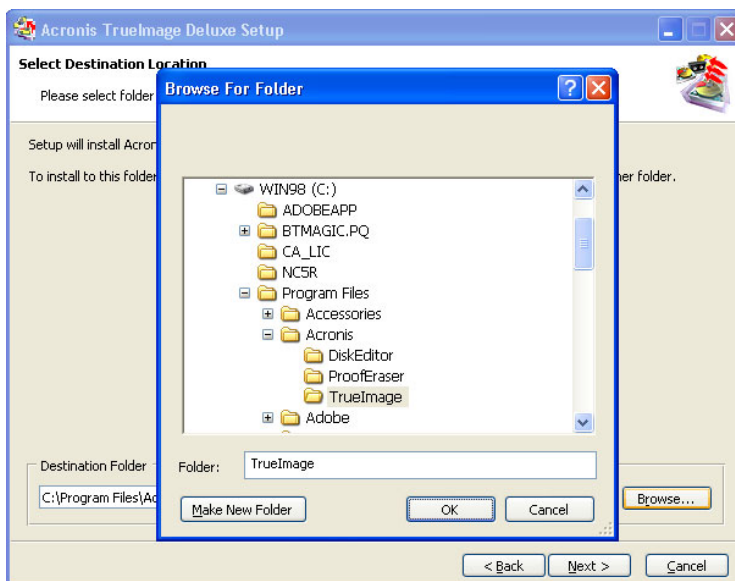 Acronis TrueImage Deluxe Setup
Select Destination Location
Please select folder
Setup will install Acron
To install to this folder
er folder.
Browse For Folder
WIN98 (C:)
ADOBEAPP
BTMAGIC.PQ
CA_LIC
NC5R
Program Files
Accessories
Acronis
DiskEditor
ProofEraser
TrueImage
Adobe
Folder: TrueImage
Make New Folder OK Cancel
Destination Folder
C:\Program Files\Ac
Browse...
< Back Next > Cancel